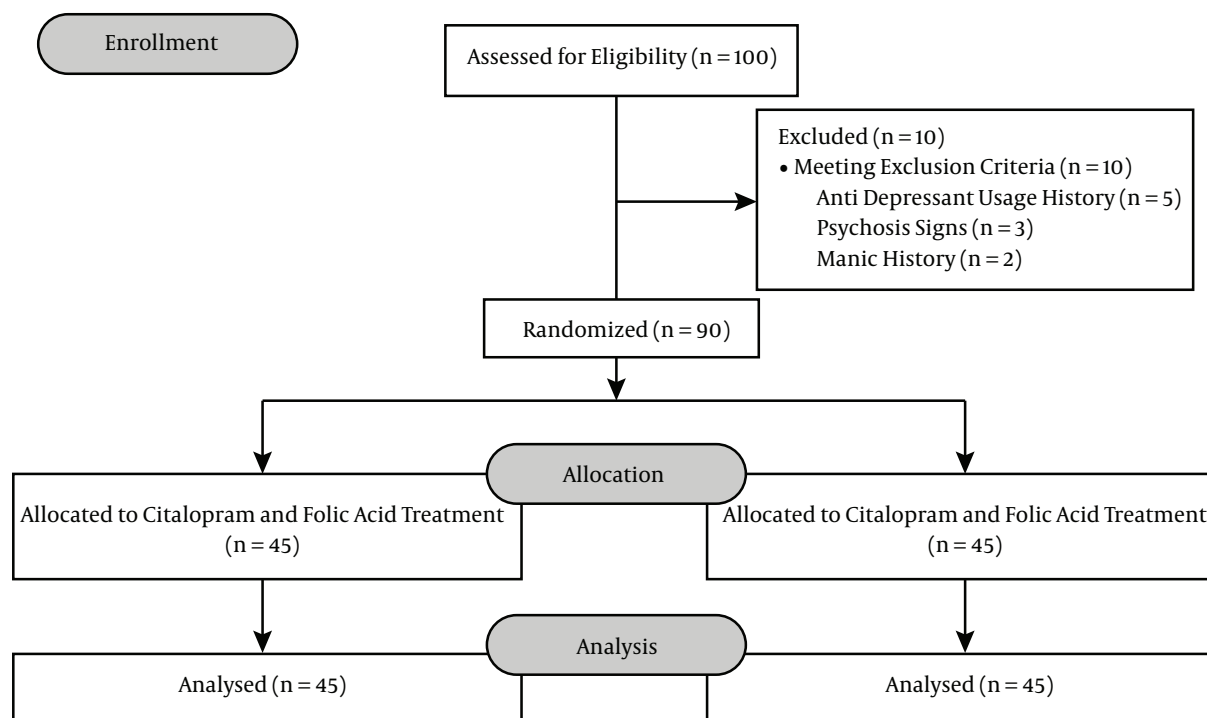 Enrollment
Assessed for Eligibility (n = 100)
Excluded (n = 10)
• Meeting Exclusion Criteria (n = 10)
Anti Depressant Usage History (n = 5)
Psychosis Signs (n = 3)
Manic History (n = 2)
Randomized (n = 90)
Allocation
Allocated to Citalopram and Folic Acid Treatment
(n = 45)
Allocated to Citalopram and Folic Acid Treatment
(n = 45)
Analysis
Analysed (n = 45)
Analysed (n = 45)